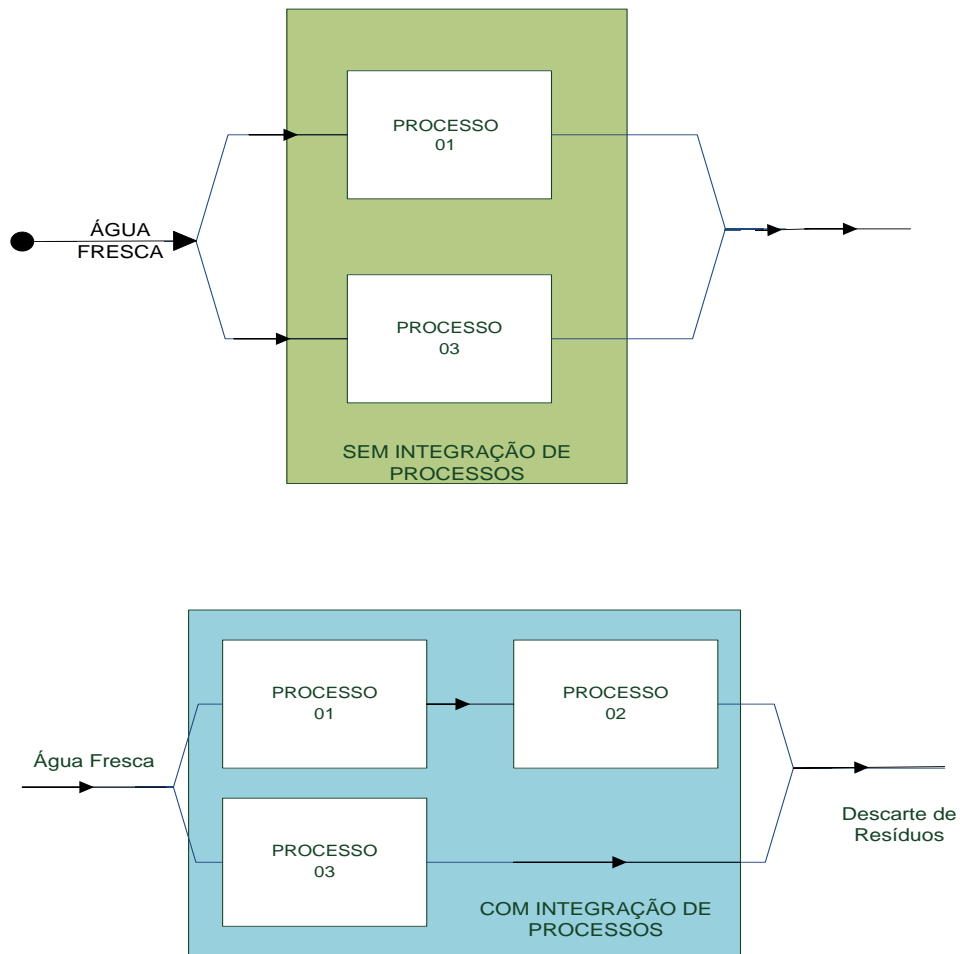 PROCESSO
01
ÁGUA
FRESCA
PROCESSO
03
SEM INTEGRAÇÃO DE
PROCESSOS
PROCESSO
01
PROCESSO
02
Água Fresca
PROCESSO
03
Descarte de
Resíduos
COM INTEGRAÇÃO DE
PROCESSOS